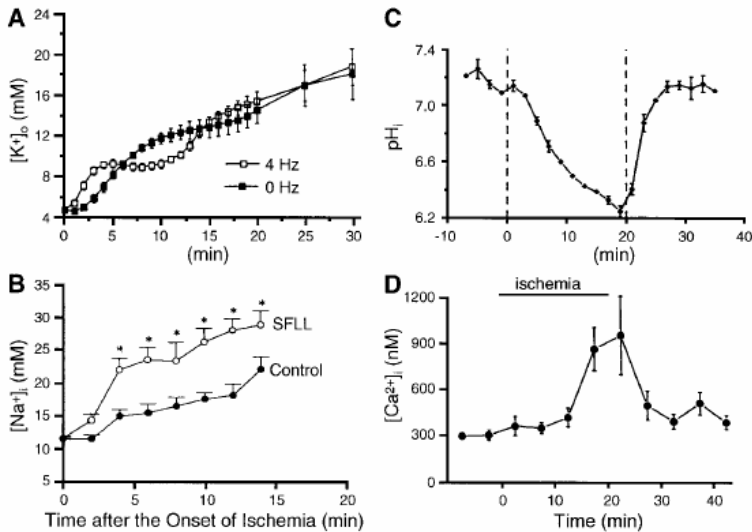 A
[K+]o (mM)
24
20
16
12
8
4
4 Hz
0 Hz
0 5 10 15 20 25 30
(min)
B
[Na+]i (mM)
35
30
25
20
15
10
5
* * * * * *
SFLL
Control
0 5 10 15 20
Time after the Onset of Ischemia (min)
C
pHi
7.4
7.0
6.6
6.2
-10 0 10 20 30 40
(min)
D
ischemia
[Ca2+]i (nM)
1200
900
600
300
0
0 10 20 30 40
Time (min)